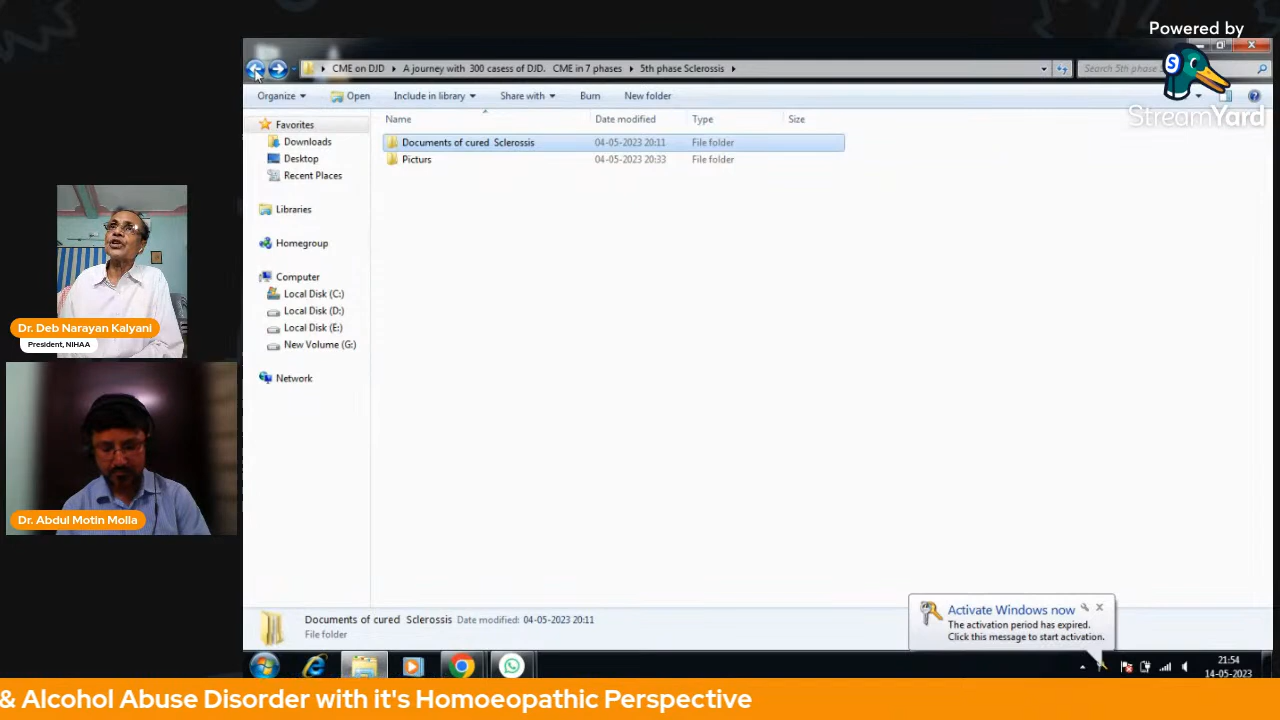 Powered by
StreamYard
CME on DJD
A journey with 300 casess of DJD. CME in 7 phases
5th phase Sclerossis
Search 5th phase S
Organize
Open
Include in library
Share with
Burn
New folder
Name
Date modified
Type
Size
Documents of cured Sclerossis
04-05-2023 20:11
File folder
Picturs
04-05-2023 20:33
File folder
Favorites
Downloads
Desktop
Recent Places
Libraries
Homegroup
Computer
Local Disk (C:)
Local Disk (D:)
Local Disk (E:)
New Volume (G:)
Network
Dr. Deb Narayan Kalyani
President, NIHAA
Dr. Abdul Motin Molla
Documents of cured Sclerossis Date modified: 04-05-2023 20:11
File folder
Activate Windows now
The activation period has expired.
Click this message to start activation.
21:54
14-05-2023
& Alcohol Abuse Disorder with it's Homoeopathic Perspective